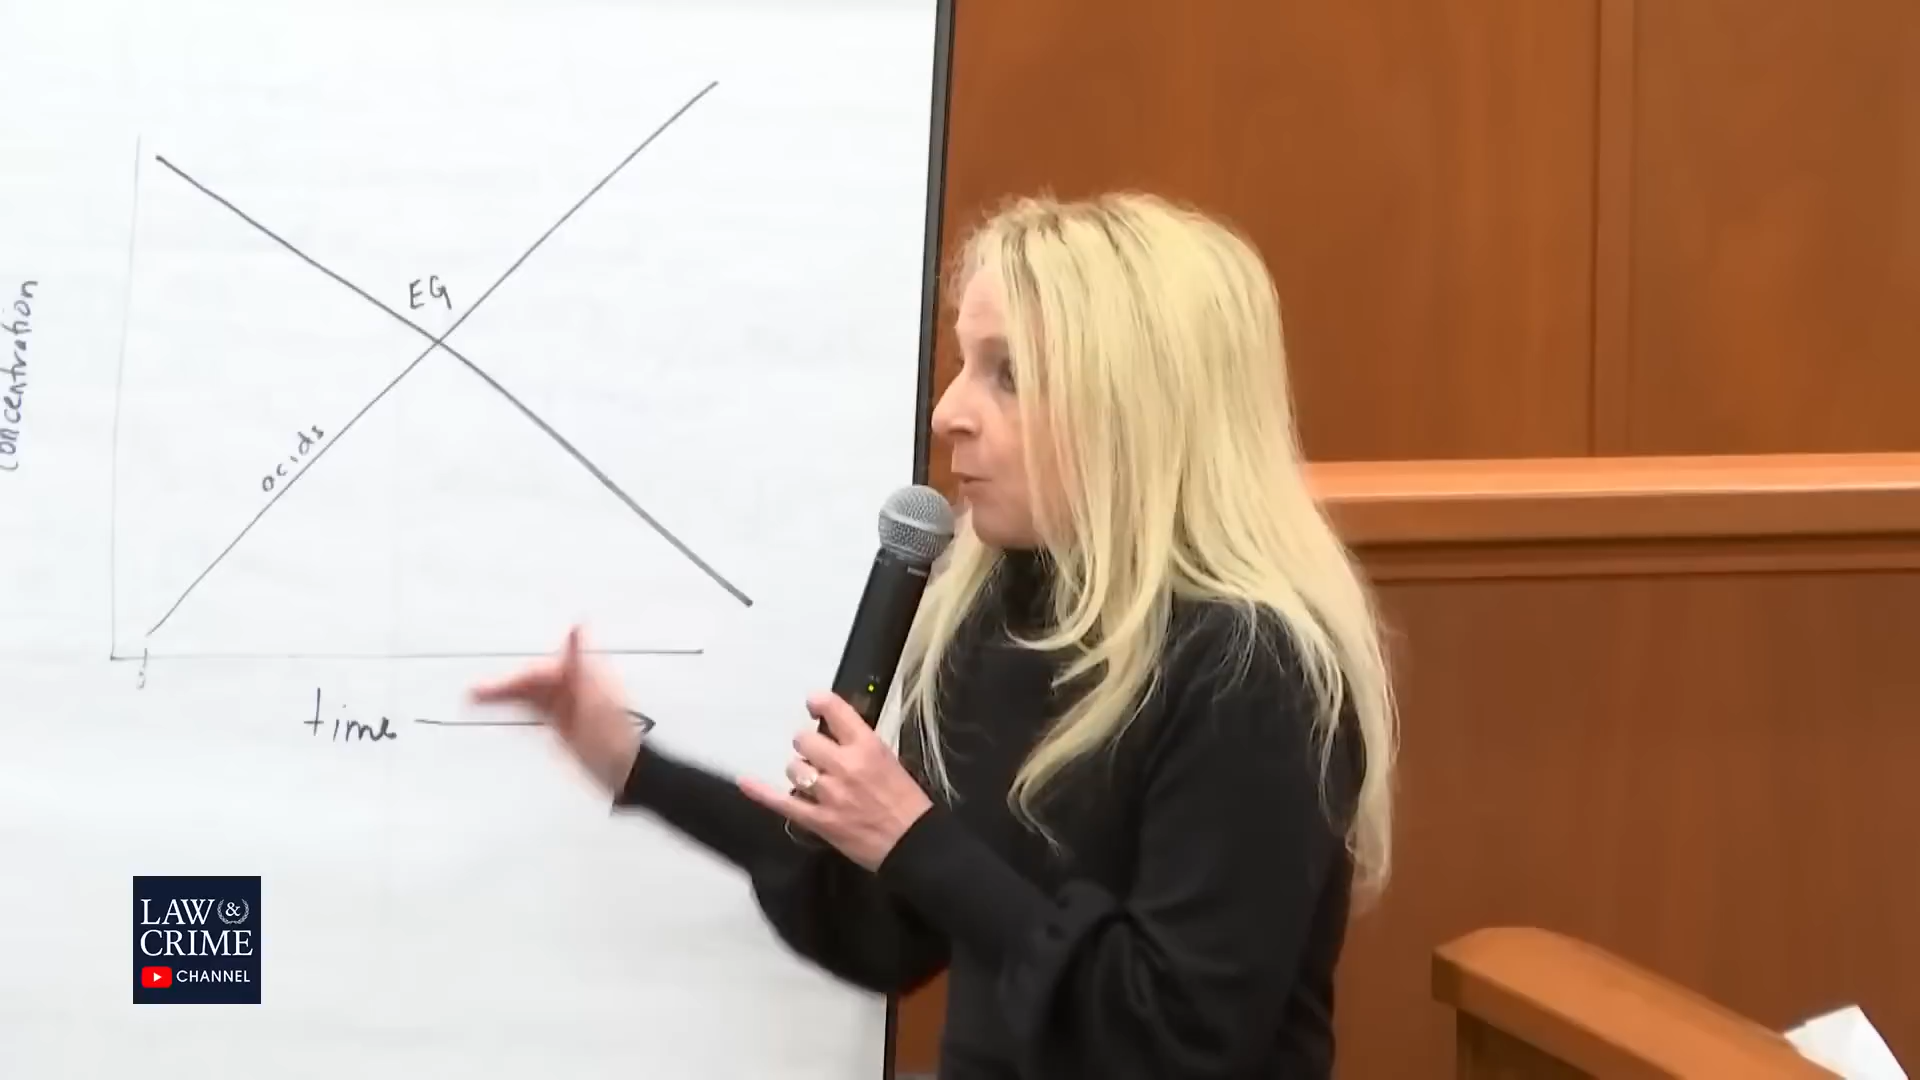 EG
concentration
acids
time
LAW &
CRIME
CHANNEL